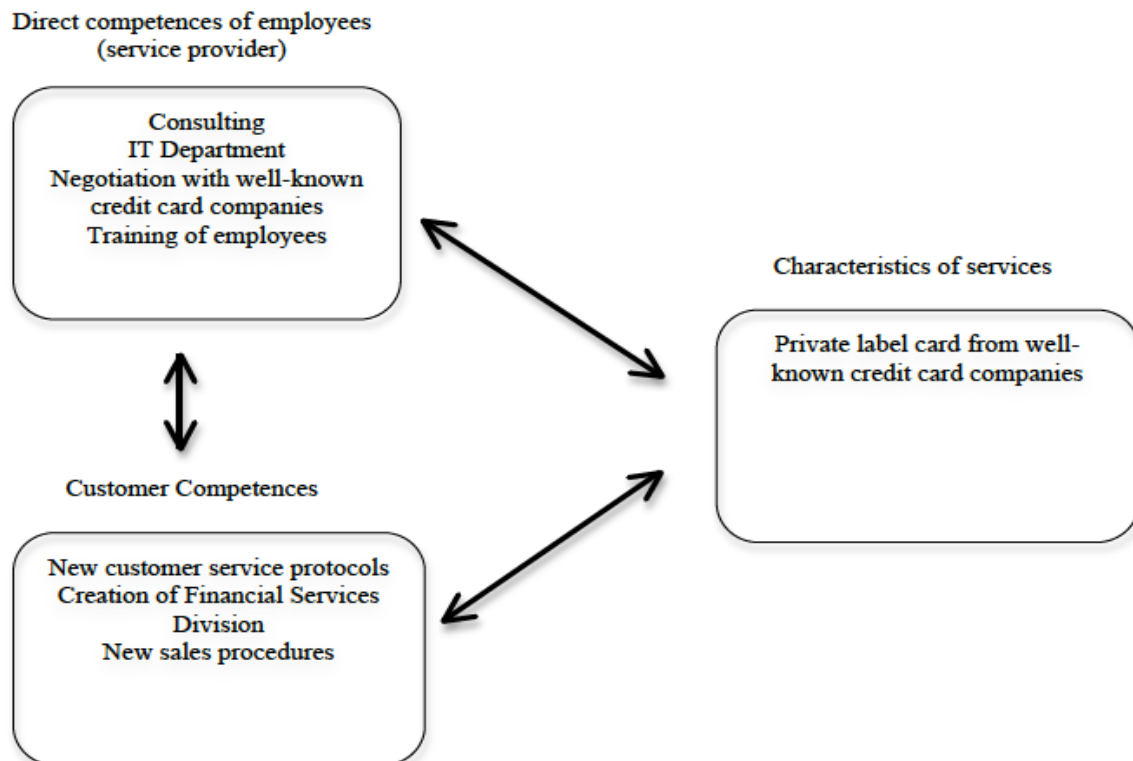 Direct competences of employees
(service provider)
Consulting
IT Department
Negotiation with well-known
credit card companies
Training of employees
Characteristics of services
Private label card from well-
known credit card companies
Customer Competences
New customer service protocols
Creation of Financial Services
Division
New sales procedures